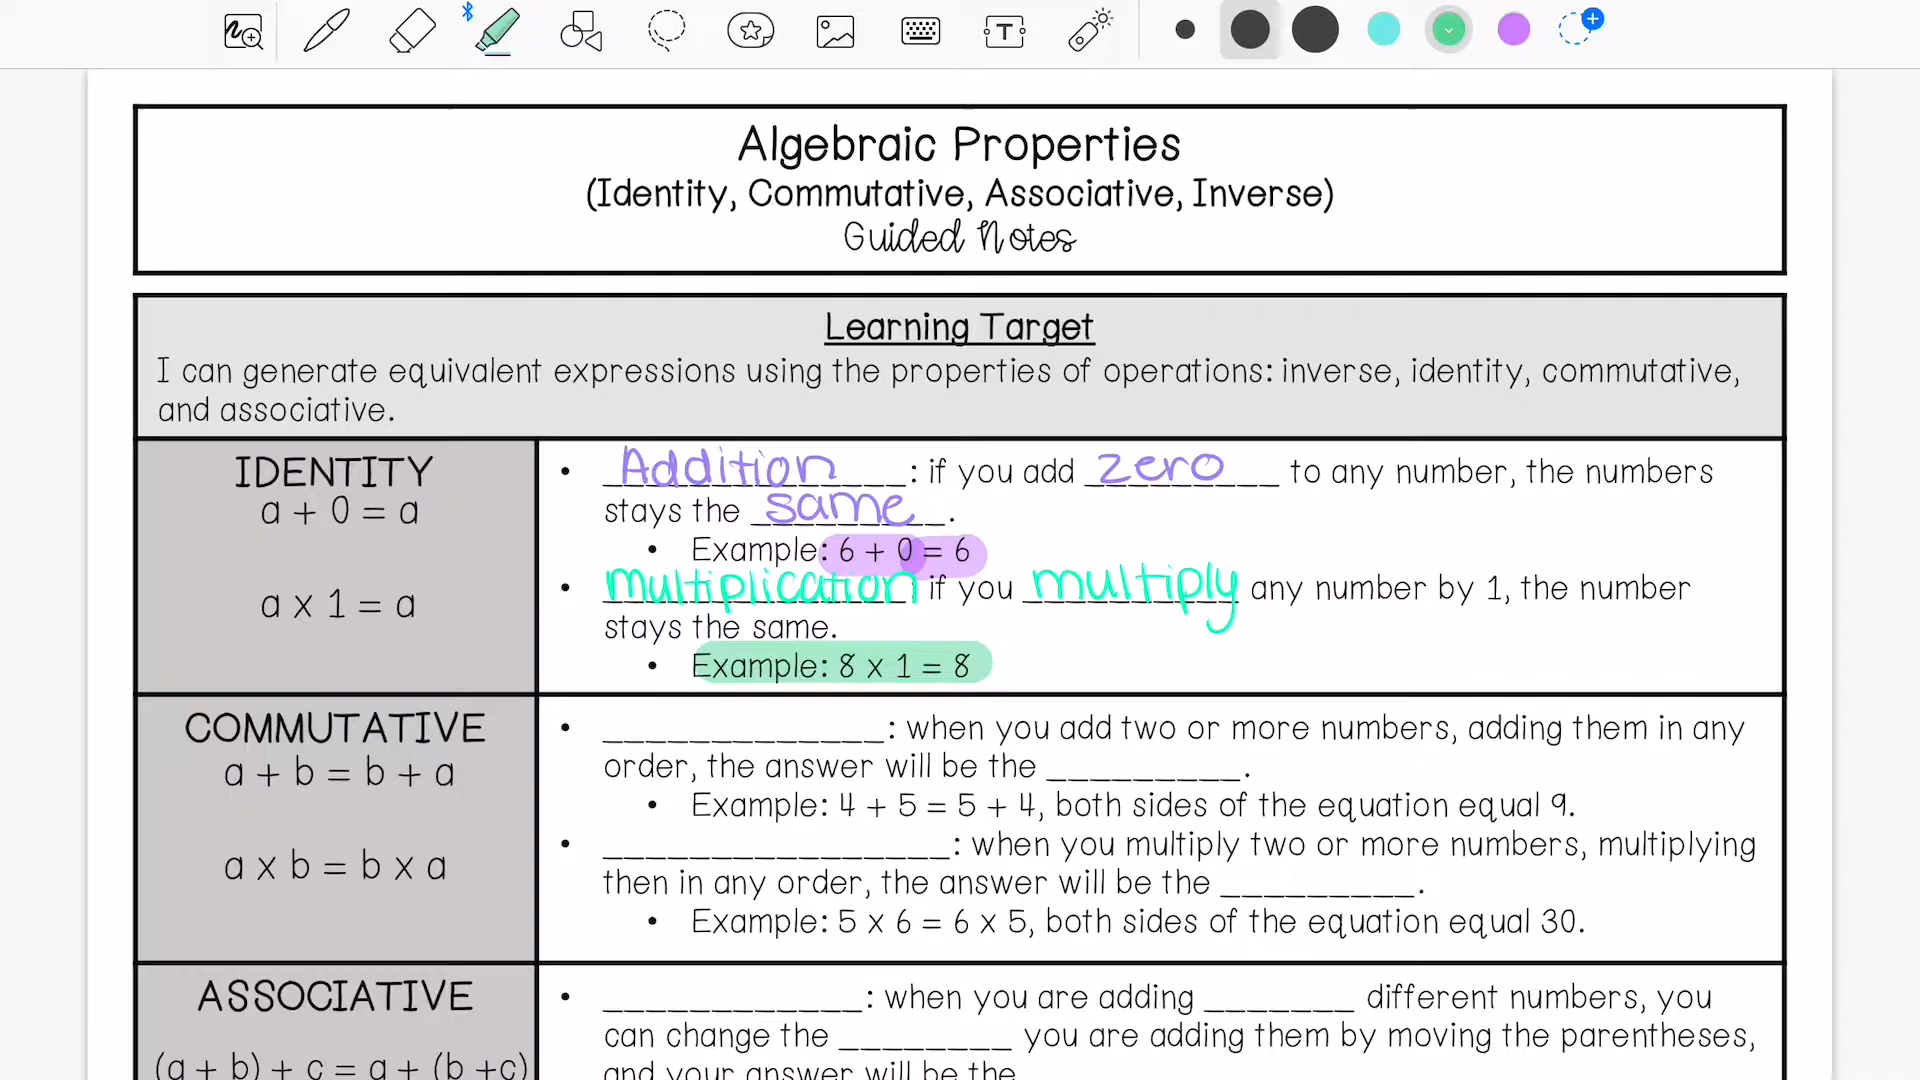 Algebraic Properties
(Identity, Commutative, Associative, Inverse)
Guided Notes
Learning Target
I can generate equivalent expressions using the properties of operations: inverse, identity, commutative,
and associative.
IDENTITY
a + 0 = a
a x 1 = a
• Addition : if you add zero to any number, the numbers
stays the same.
• Example: 6 + 0 = 6
• multiplication if you multiply any number by 1, the number
stays the same.
• Example: 8 x 1 = 8
COMMUTATIVE
a + b = b + a
a x b = b x a
• _____________: when you add two or more numbers, adding them in any
order, the answer will be the _________.
• Example: 4 + 5 = 5 + 4, both sides of the equation equal 9.
• ________________: when you multiply two or more numbers, multiplying
then in any order, the answer will be the _________.
• Example: 5 x 6 = 6 x 5, both sides of the equation equal 30.
ASSOCIATIVE
(a + b) + c = a + (b +c)
• ____________: when you are adding _______ different numbers, you
can change the ________ you are adding them by moving the parentheses,
and your answer will be the